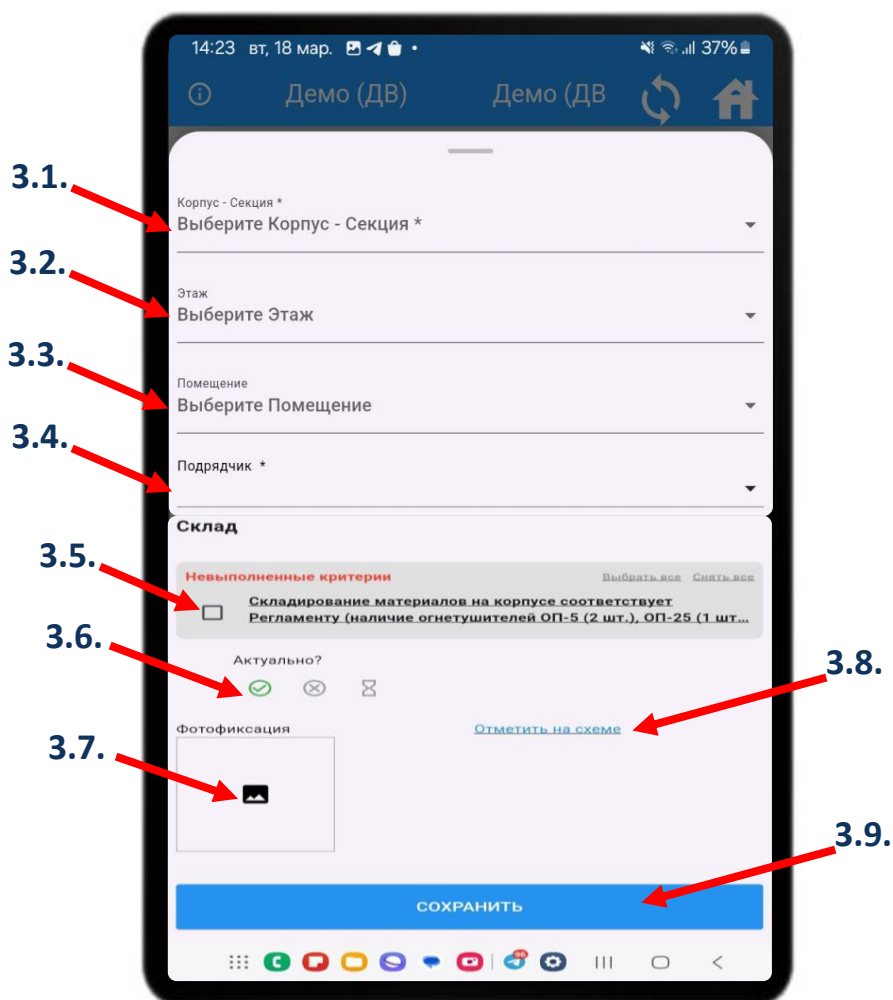 14:23 вт, 18 мар. 37%
Демо (ДВ) Демо (ДВ
3.1.
Корпус - Секция *
Выберите Корпус - Секция *
3.2.
Этаж
Выберите Этаж
3.3.
Помещение
Выберите Помещение
3.4.
Подрядчик *
Склад
3.5.
Невыполненные критерии Выбрать все Снять все
Складирование материалов на корпусе соответствует
Регламенту (наличие огнетушителей ОП-5 (2 шт.), ОП-25 (1 шт...
3.6.
Актуально?
3.8.
Фотофиксация Отметить на схеме
3.7.
3.9.
СОХРАНИТЬ
96